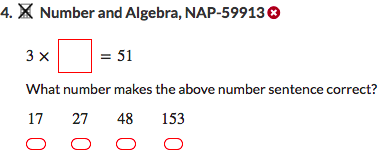 4. Number and Algebra, NAP-59913
3 × = 51
What number makes the above number sentence correct?
17 27 48 153